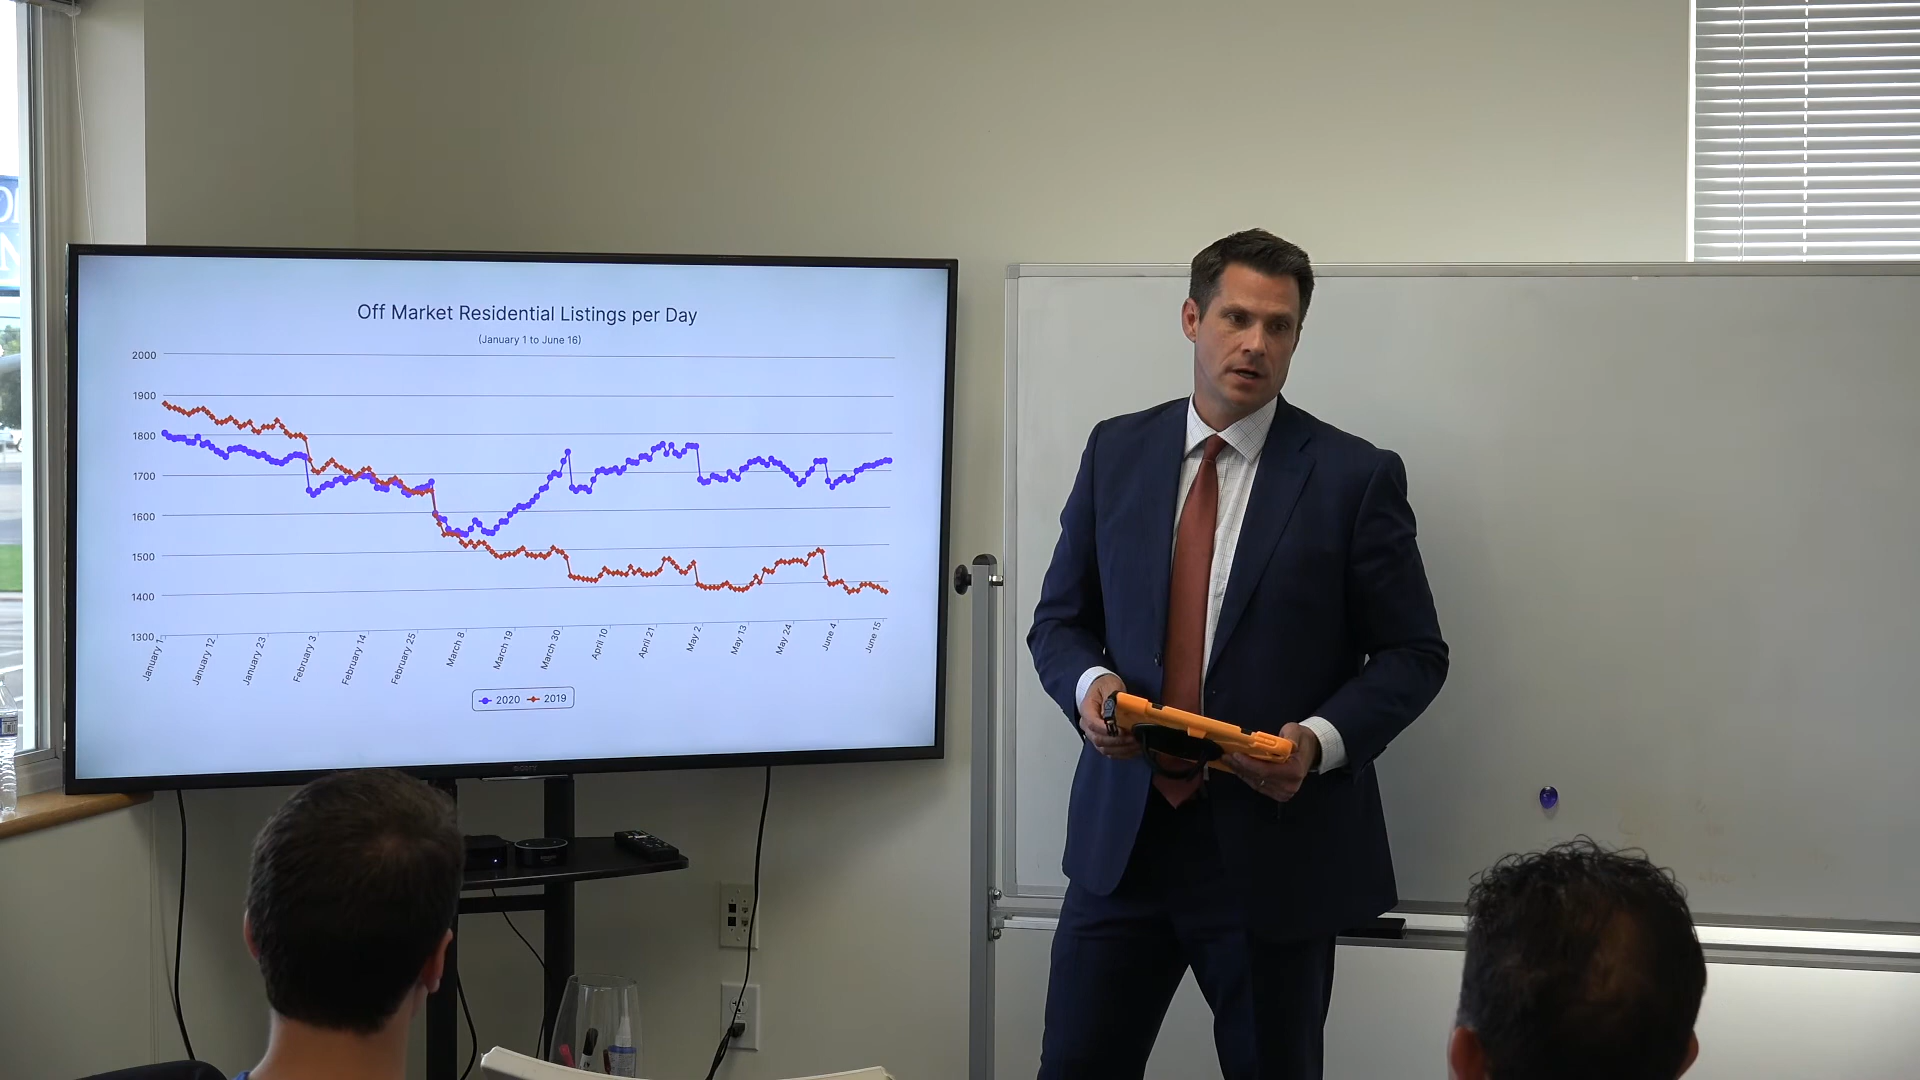 Off Market Residential Listings per Day
(January 1 to June 16)
2000
1900
1800
1700
1600
1500
1400
1300
January 1
January 12
January 23
February 3
February 14
February 25
March 8
March 19
March 30
April 10
April 21
May 2
May 13
May 24
June 4
June 15
2020
2019